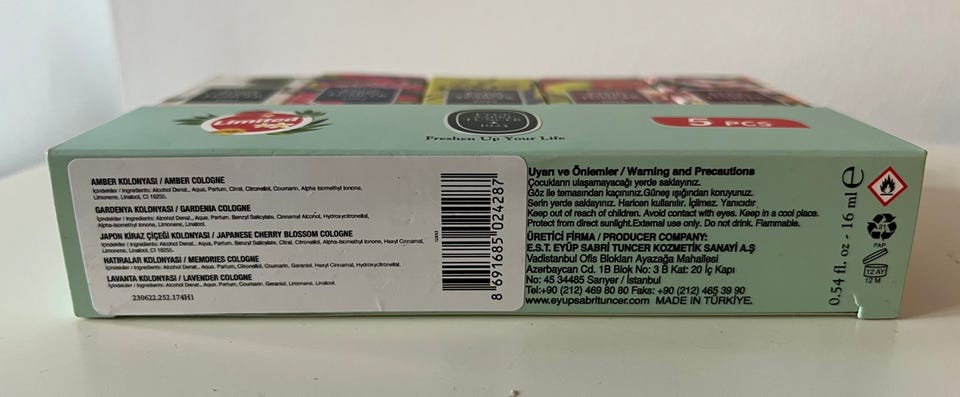 Limited
Freshen Up Your Life
5 PCS
AMBER KOLONYASI / AMBER COLOGNE
İçindekiler / Ingredients: Alcohol Denat., Aqua, Parfum, Citral, Citronellol, Coumarin, Alpha Isomethyl Ionone,
Limonene, Linalool, CI 16255.
GARDENYA KOLONYASI / GARDENIA COLOGNE
İçindekiler / Ingredients: Alcohol Denat., Aqua, Parfum, Benzyl Salicylate, Cinnamyl Alcohol, Hydroxycitronellal,
Alpha-Isomethyl Ionone, Limonene, Linalool.
JAPON KİRAZ ÇİÇEĞİ KOLONYASI / JAPANESE CHERRY BLOSSOM COLOGNE
İçindekiler / Ingredients: Alcohol Denat., Aqua, Parfum, Benzyl Salicylate, Citral, Citronellol, Alpha-Isomethyl Ionone, Hexyl Cinnamal,
Limonene, Linalool, CI 16255.
HATIRALAR KOLONYASI / MEMORIES COLOGNE
İçindekiler / Ingredients: Alcohol Denat., Aqua, Parfum, Citronellol, Coumarin, Geraniol, Hexyl Cinnamal, Hydroxycitronellal.
LAVANTA KOLONYASI / LAVENDER COLOGNE
İçindekiler / Ingredients: Alcohol Denat., Aqua, Parfum, Coumarin, Geraniol, Limonene, Linalool.
230622.252.174H1
8 691685 024287
Uyarı ve Önlemler / Warning and Precautions
Çocukların ulaşamayacağı yerde saklayınız.
Göz ile temasından kaçınınız.Güneş ışığından koruyunuz.
Serin yerde saklayınız. Haricen kullanılır. İçilmez. Yanıcıdır.
Keep out of reach of children. Avoid contact with eyes. Keep in a cool place.
Protect from direct sunlight.External use only. Do not drink. Flammable.
ÜRETİCİ FİRMA / PRODUCER COMPANY:
E.S.T. EYÜP SABRİ TUNCER KOZMETİK SANAYİ A.Ş
Vadistanbul Ofis Blokları Ayazağa Mahallesi
Azerbaycan Cd. 1B Blok No: 3 B Kat: 20 İç Kapı
No: 45 34485 Sarıyer / İstanbul
Tel:+90 (212) 469 80 80 Faks: +90 (212) 465 39 90
www.eyupsabrituncer.com MADE IN TÜRKİYE.
0.54 fl. oz - 16 ml e
21
PAP
12 AY
12 M